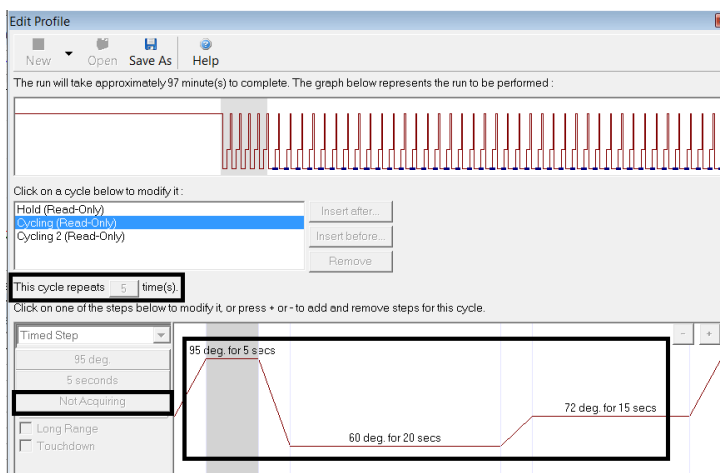 Edit Profile
New Open Save As Help
The run will take approximately 97 minute(s) to complete. The graph below represents the run to be performed :
Click on a cycle below to modify it :
Hold (Read-Only)
Cycling (Read-Only)
Cycling 2 (Read-Only)
Insert after...
Insert before...
Remove
This cycle repeats 5 time(s).
Click on one of the steps below to modify it, or press + or - to add and remove steps for this cycle.
Timed Step
- +
95 deg.
5 seconds
Not Acquiring
Long Range
Touchdown
95 deg. for 5 secs
60 deg. for 20 secs
72 deg. for 15 secs